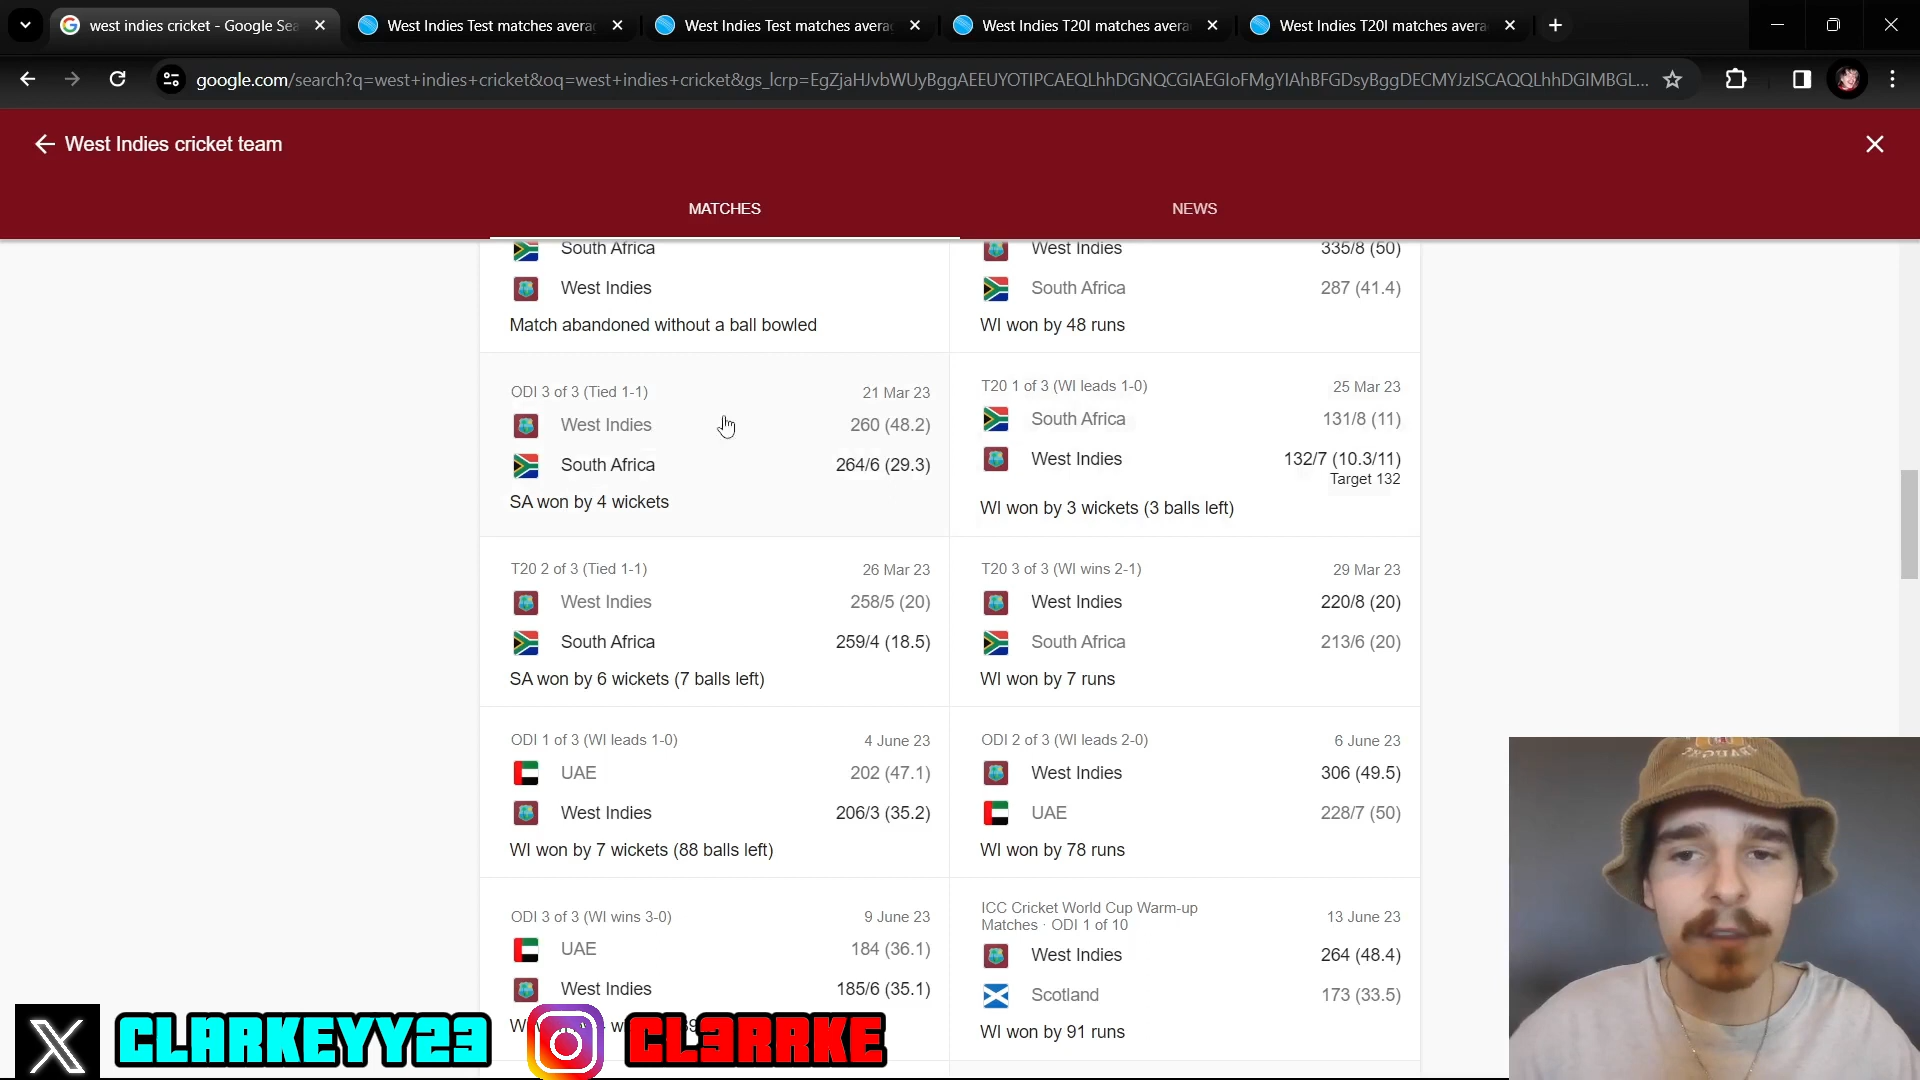 west indies cricket - Google Sea
West Indies Test matches averag
West Indies Test matches averag
West Indies T20I matches averag
West Indies T20I matches averag
google.com/search?q=west+indies+cricket&oq=west+indies+cricket&gs_lcrp=EgZjaHJvbWUyBggAEEUYOTIPCAEQLhhDGNQCGIAEGIoFMgYIAhBFGDsyBggDECMYJzISCAQQLhhDGIMBGL...
West Indies cricket team
MATCHES
NEWS
South Africa
West Indies
Match abandoned without a ball bowled
West Indies 335/8 (50)
South Africa 287 (41.4)
WI won by 48 runs
ODI 3 of 3 (Tied 1-1) 21 Mar 23
West Indies 260 (48.2)
South Africa 264/6 (29.3)
SA won by 4 wickets
T20 1 of 3 (WI leads 1-0) 25 Mar 23
South Africa 131/8 (11)
West Indies 132/7 (10.3/11)
Target 132
WI won by 3 wickets (3 balls left)
T20 2 of 3 (Tied 1-1) 26 Mar 23
West Indies 258/5 (20)
South Africa 259/4 (18.5)
SA won by 6 wickets (7 balls left)
T20 3 of 3 (WI wins 2-1) 29 Mar 23
West Indies 220/8 (20)
South Africa 213/6 (20)
WI won by 7 runs
ODI 1 of 3 (WI leads 1-0) 4 June 23
UAE 202 (47.1)
West Indies 206/3 (35.2)
WI won by 7 wickets (88 balls left)
ODI 2 of 3 (WI leads 2-0) 6 June 23
West Indies 306 (49.5)
UAE 228/7 (50)
WI won by 78 runs
ODI 3 of 3 (WI wins 3-0) 9 June 23
UAE 184 (36.1)
West Indies 185/6 (35.1)
ICC Cricket World Cup Warm-up
Matches · ODI 1 of 10 13 June 23
West Indies 264 (48.4)
Scotland 173 (33.5)
WI won by 91 runs
CLARKEYY23
CL3RRKE